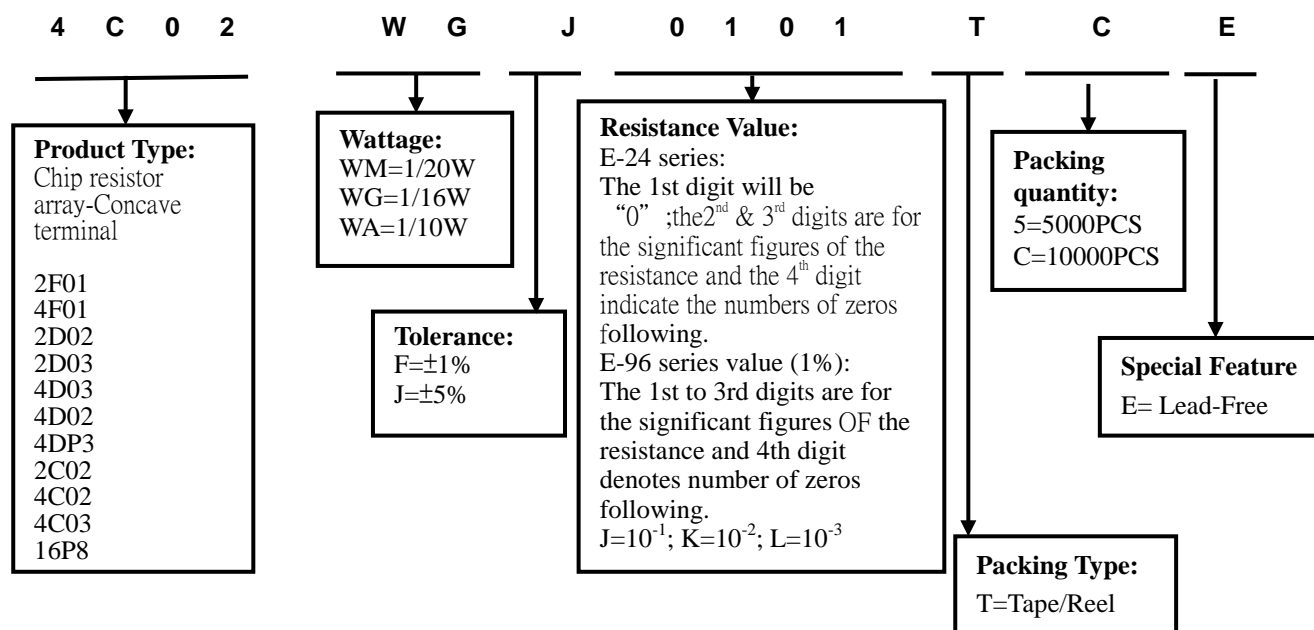 4 C 0 2 W G J 0 1 0 1 T C E
Product Type:
Chip resistor
array-Concave
terminal
2F01
4F01
2D02
2D03
4D03
4D02
4DP3
2C02
4C02
4C03
16P8
Wattage:
WM=1/20W
WG=1/16W
WA=1/10W
Tolerance:
F=±1%
J=±5%
Resistance Value:
E-24 series:
The 1st digit will be
“0” ;the2nd & 3rd digits are for
the significant figures of the
resistance and the 4th digit
indicate the numbers of zeros
following.
E-96 series value (1%):
The 1st to 3rd digits are for
the significant figures OF the
resistance and 4th digit
denotes number of zeros
following.
J=10-1; K=10-2; L=10-3
Packing Type:
T=Tape/Reel
Packing
quantity:
5=5000PCS
C=10000PCS
Special Feature
E= Lead-Free